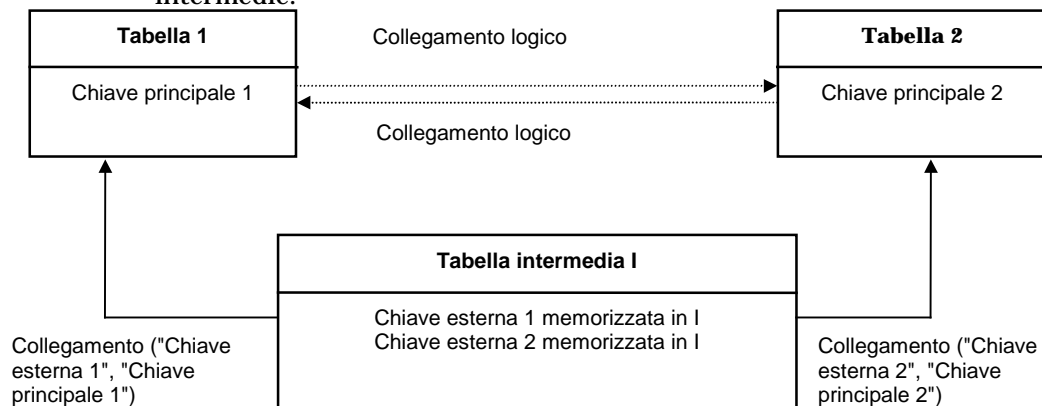 intermedie.
Tabella 1
Collegamento logico
Tabella 2
Chiave principale 1
Chiave principale 2
Collegamento logico
Tabella intermedia I
Chiave esterna 1 memorizzata in I
Chiave esterna 2 memorizzata in I
Collegamento ("Chiave
esterna 1", "Chiave
principale 1")
Collegamento ("Chiave
esterna 2", "Chiave
principale 2")